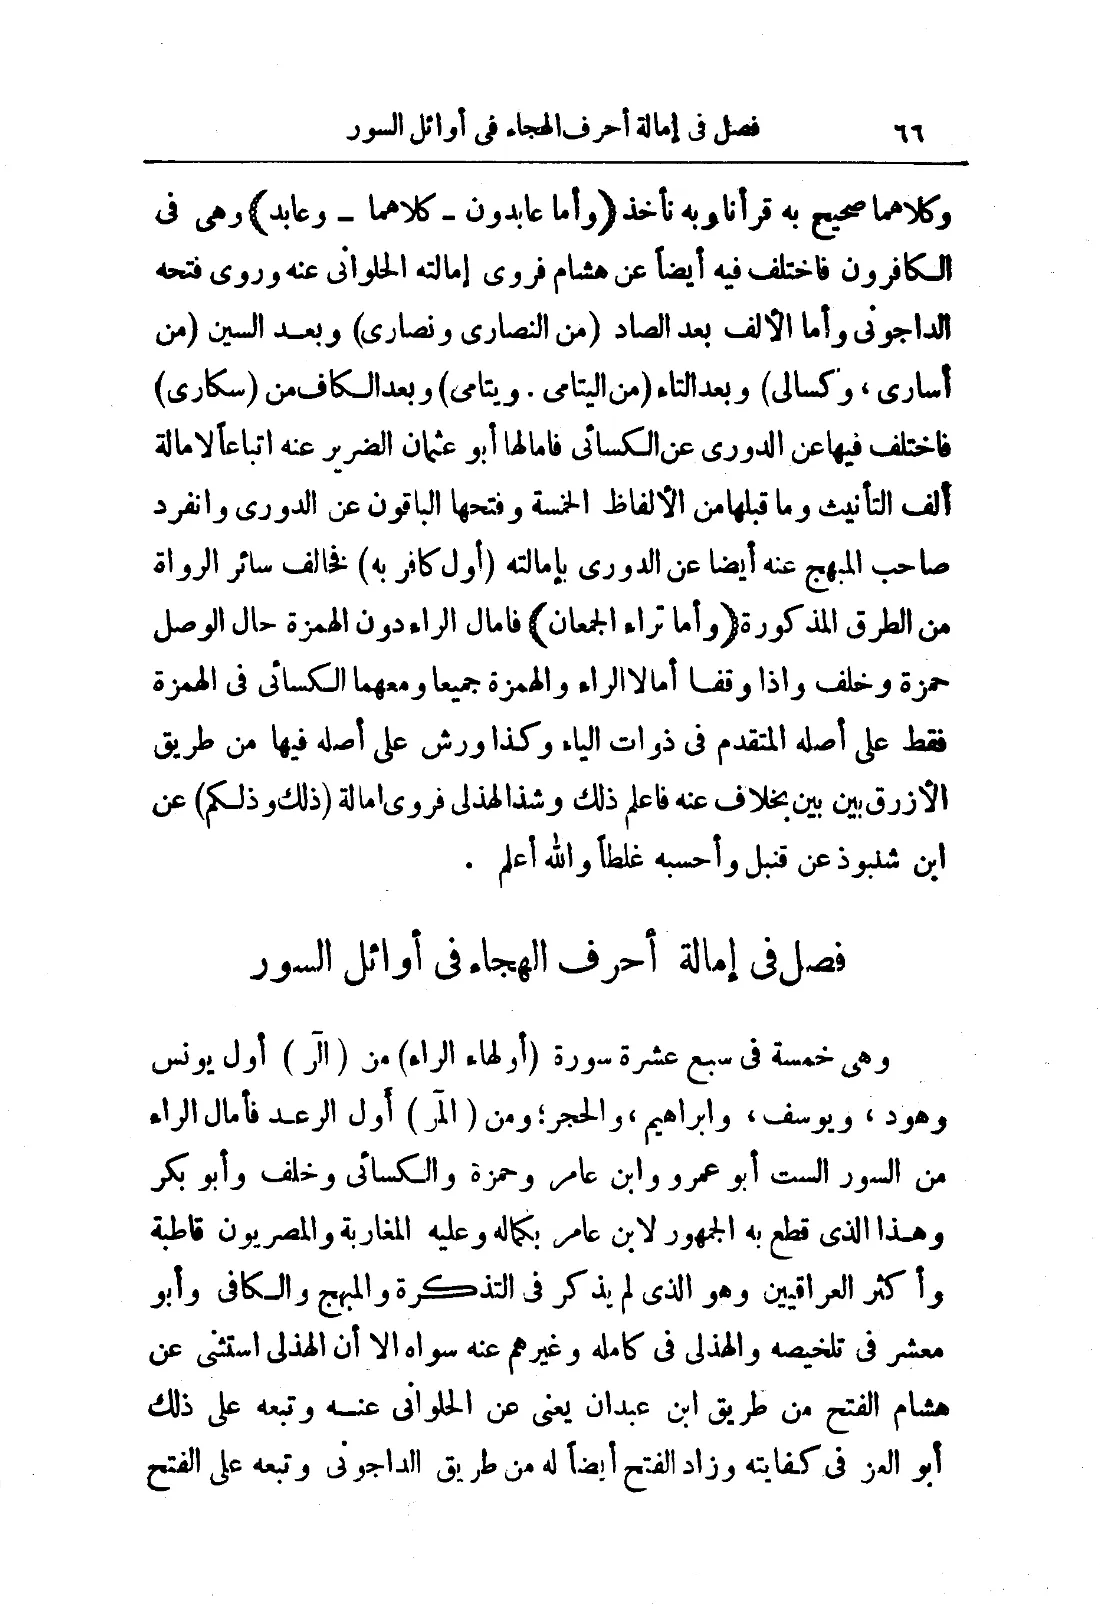 ٦٦ فصل فى إمالة أحرف الهجاء فى أوائل السور
وكلاهما صحيح به قرأنا وبه نأخذ (وأما عابدون ــ كلاهما ــ وعابد) وهى فى
الكافرون فاختلف فيه أيضاً عن هشام فروى إمالته الحلوانى عنه وروى فتحه
الداجونى وأما الألف بعد الصاد (من النصارى ونصارى) وبعد السين (من
أسارى ، وكسالى) وبعد التاء (من اليتامى . ويتامى) وبعد الكاف من (سكارى)
فاختلف فيها عن الدورى عن الكسائى فامالها أبو عثمان الضرير عنه اتباعاً لامالة
ألف التأنيث وما قبلها من الألفاظ الخمسة وفتحها الباقون عن الدورى وانفرد
صاحب المبهج عنه أيضا عن الدورى بإمالته (أول كافر به) فخالف سائر الرواة
من الطرق المذكورة (وأما تراء الجمعان) فامال الراء دون الهمزة حال الوصل
حمزة وخلف واذا وقفا أمالا الراء والهمزة جميعا ومعهما الكسائى فى الهمزة
فقط على أصله المتقدم فى ذوات الياء وكذا ورش على أصله فيها من طريق
الأزرق بين بين بخلاف عنه فاعلم ذلك وشذ الهذلى فروى امالة (ذلك وذلكم) عن
ابن شنبوذ عن قنبل وأحسبه غلطاً والله أعلم .
فصل فى إمالة أحرف الهجاء فى أوائل السور
وهى خمسة فى سبع عشرة سورة (أولهاء الراء) من (الٓر) أول يونس
وهود ، ويوسف ، وابراهيم ، والحجر ؛ ومن (الٓمر) أول الرعد فأمال الراء
من السور الست أبو عمرو وابن عامر وحمزة والكسائى وخلف وأبو بكر
وهذا الذى قطع به الجمهور لابن عامر بكماله وعليه المغاربة والمصريون قاطبة
وأكثر العراقيين وهو الذى لم يذكر فى التذكرة والمبهج والكافى وأبو
معشر فى تلخيصه والهذلى فى كامله وغيرهم عنه سواه الا أن الهذلى استثنى عن
هشام الفتح من طريق ابن عبدان يعنى عن الحلوانى عنه وتبعه على ذلك
أبو العز فى كفايته وزاد الفتح أيضاً له من طريق الداجونى وتبعه على الفتح